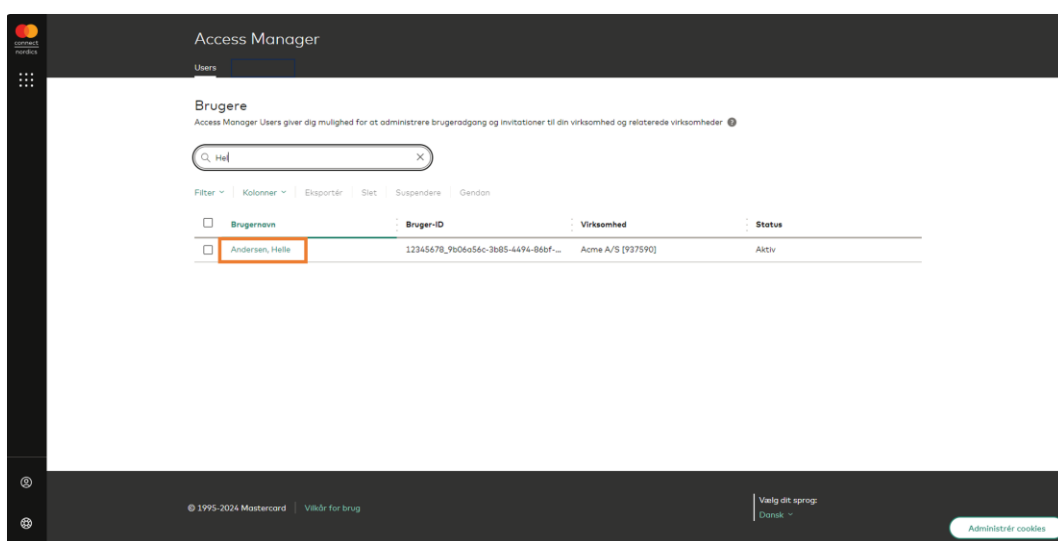 connect
nordics
Access Manager
Users
Brugere
Access Manager Users giver dig mulighed for at administrere brugeradgang og invitationer til din virksomhed og relaterede virksomheder ?
Hel
Filter Kolonner Eksportér Slet Suspendere Gendan
Brugernavn Bruger-ID Virksomhed Status
Andersen, Helle 12345678_9b06a56c-3b85-4494-86bf-... Acme A/S [937590] Aktiv
© 1995-2024 Mastercard Vilkår for brug
Vælg dit sprog:
Dansk
Administrér cookies